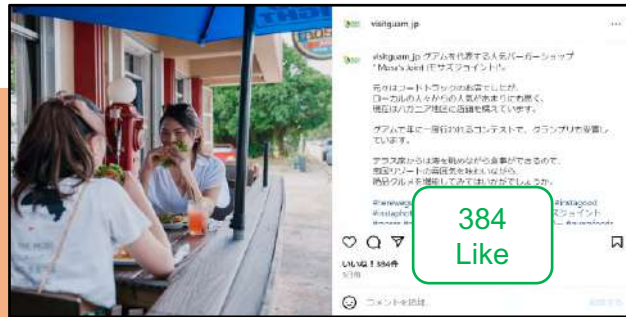 visitguam_jp
visitguam_jp グアムを代表する人気バーガーショップ
"Mosa's Joint (モサズジョイント)"。
元々はフードトラックのお店でしたが、
ローカルの人々からの人気があまりにも高く、
現在はハガニア地区に店舗を構えています。
グアムで年に一度行われるコンテストで、グランプリも受賞し
ています。
テラス席からは海を眺めながら食事ができるので、
南国リゾートの雰囲気を味わいながら、
絶品グルメを堪能してみてはいかがでしょうか。
#instagood
ズジョイント
384
Like
いいね！384件
コメントを追加...